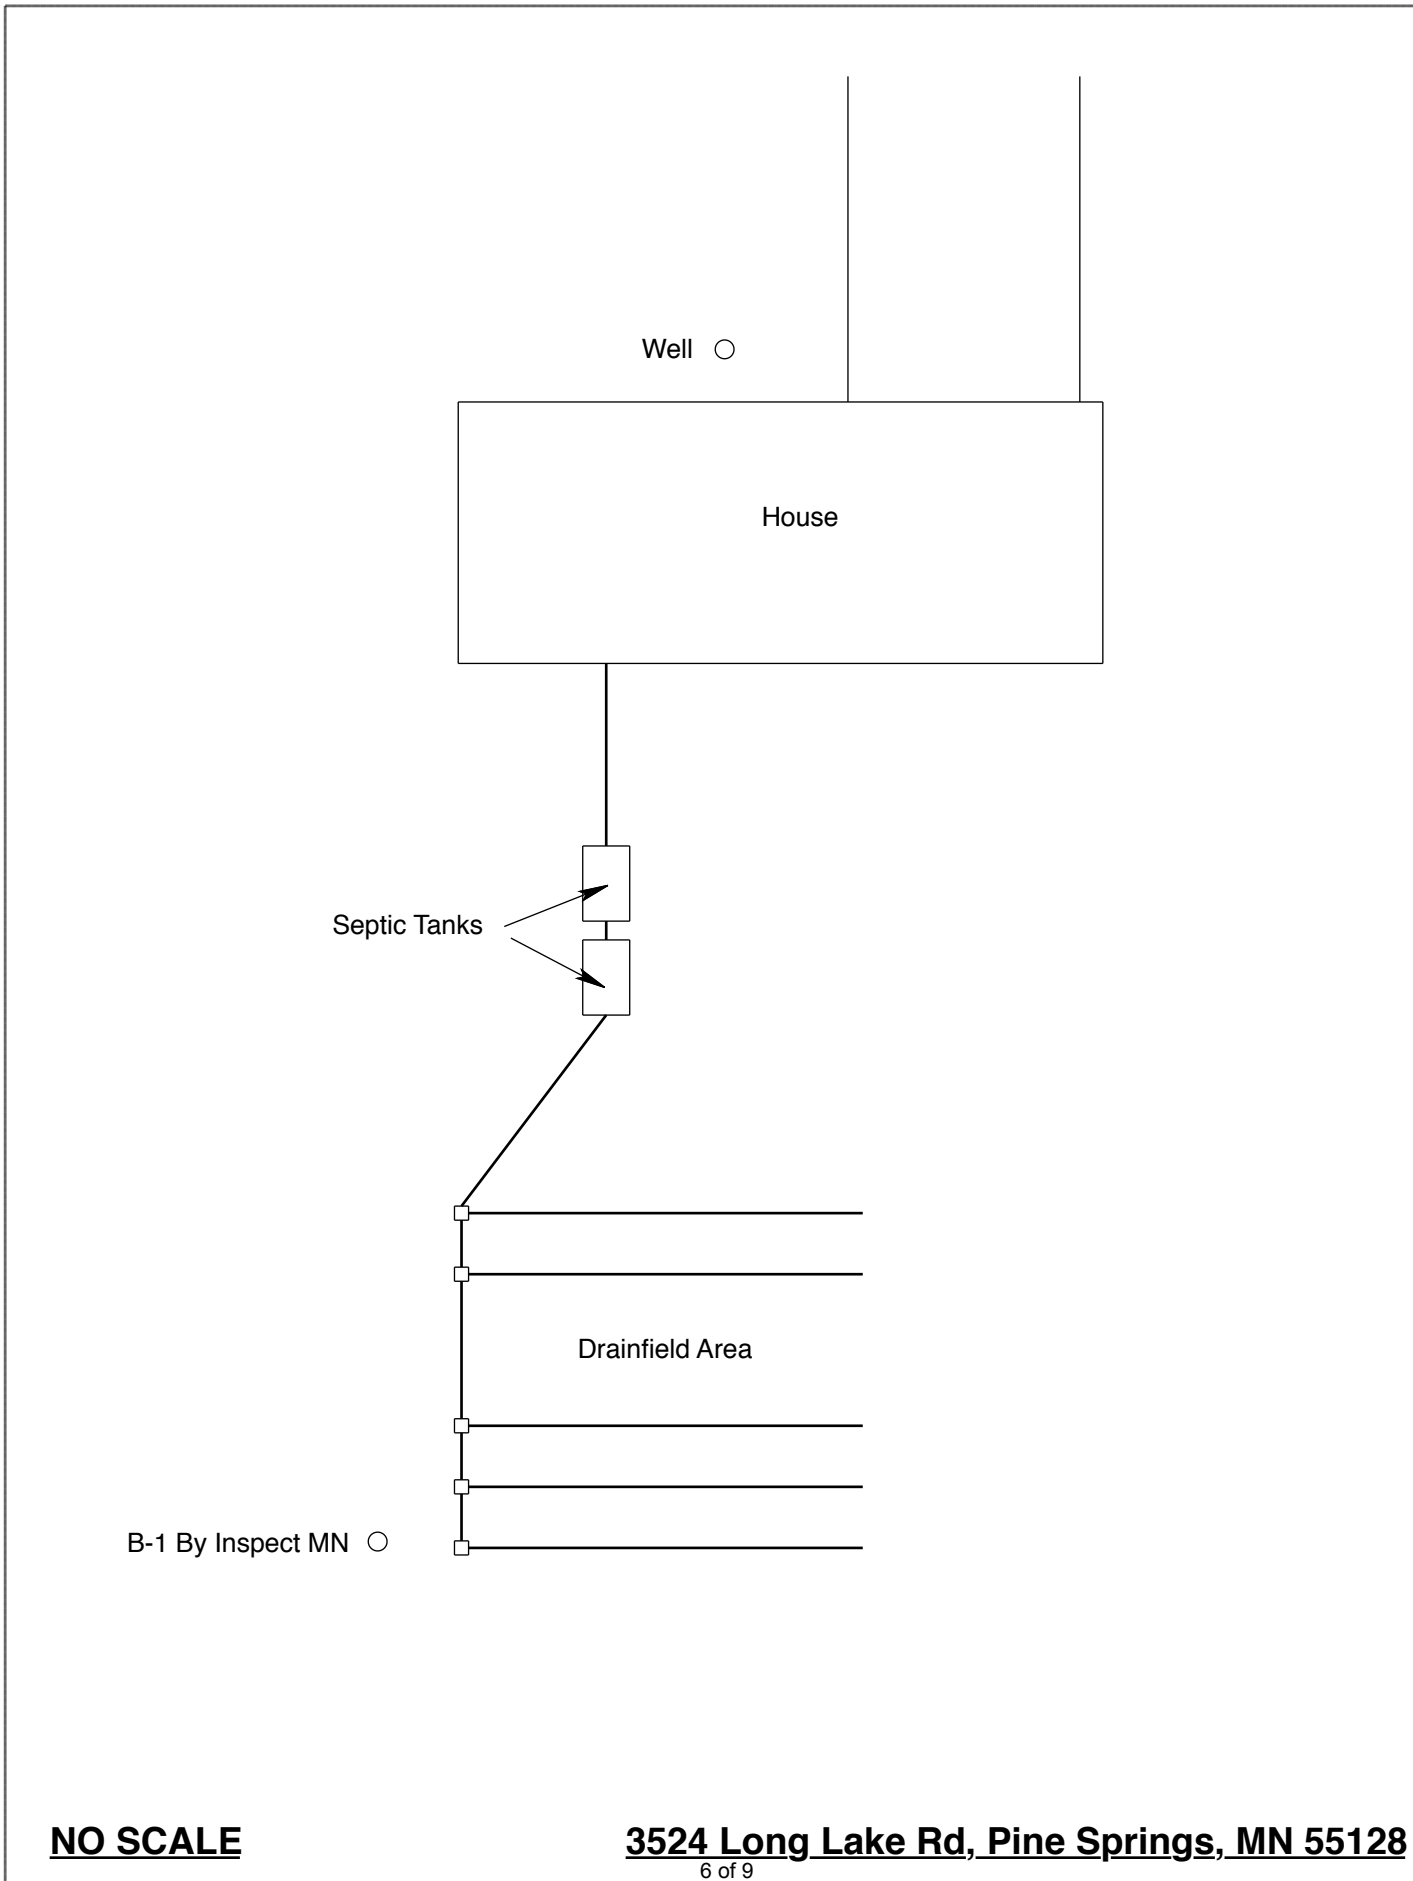 Well
House
Septic Tanks
Drainfield Area
B-1 By Inspect MN
NO SCALE
3524 Long Lake Rd, Pine Springs, MN 55128
6 of 9